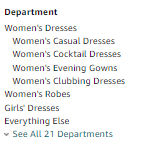 Department
Women's Dresses
Women's Casual Dresses
Women's Cocktail Dresses
Women's Evening Gowns
Women's Clubbing Dresses
Women's Robes
Girls' Dresses
Everything Else
See All 21 Departments